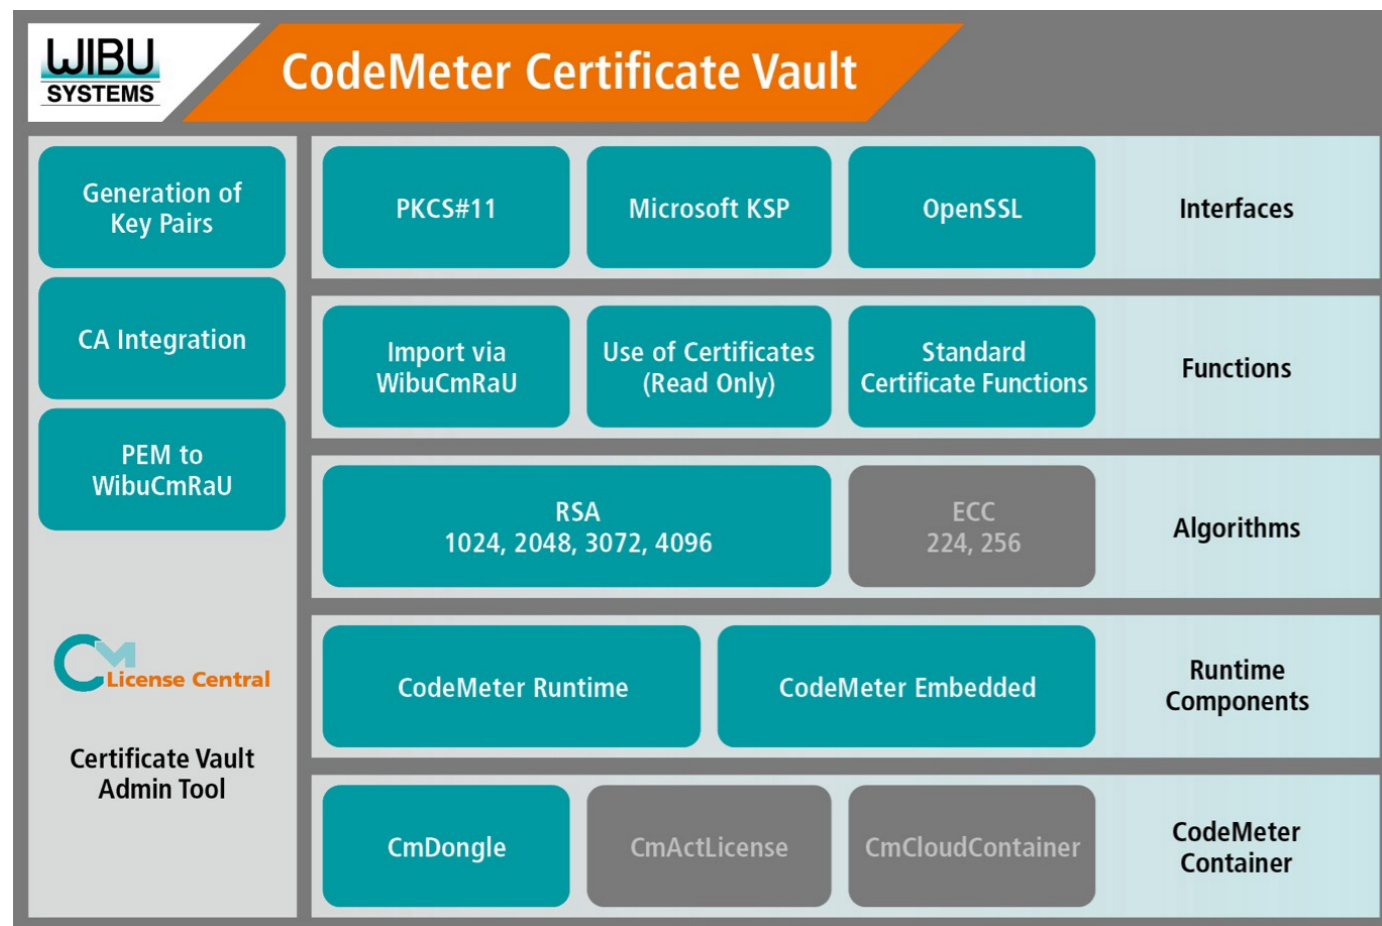 WIBU
SYSTEMS
CodeMeter Certificate Vault
Generation of
Key Pairs
CA Integration
PEM to
WibuCmRaU
CM
License Central
Certificate Vault
Admin Tool
PKCS#11
Microsoft KSP
OpenSSL
Interfaces
Import via
WibuCmRaU
Use of Certificates
(Read Only)
Standard
Certificate Functions
Functions
RSA
1024, 2048, 3072, 4096
ECC
224, 256
Algorithms
CodeMeter Runtime
CodeMeter Embedded
Runtime
Components
CmDongle
CmActLicense
CmCloudContainer
CodeMeter
Container